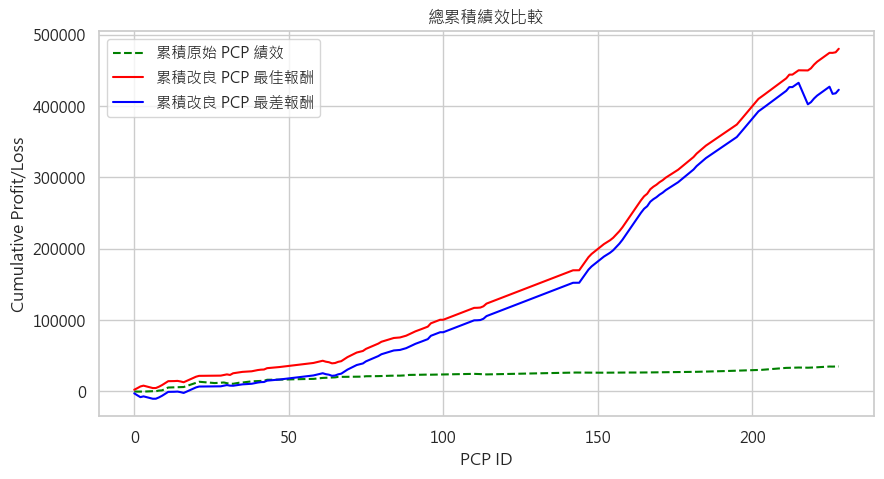 總累積績效比較
累積原始 PCP 績效
累積改良 PCP 最佳報酬
累積改良 PCP 最差報酬
Cumulative Profit/Loss
500000
400000
300000
200000
100000
0
0 50 100 150 200
PCP ID